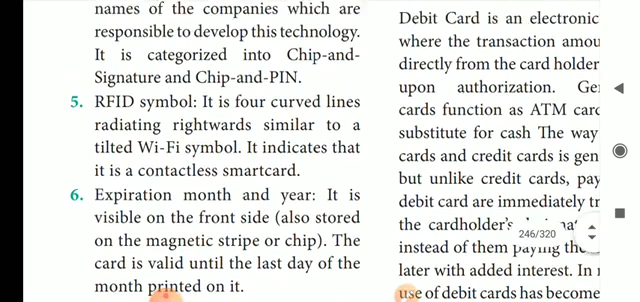 names of the companies which are
responsible to develop this technology.
It is categorized into Chip-and-
Signature and Chip-and-PIN.
5. RFID symbol: It is four curved lines
radiating rightwards similar to a
tilted Wi-Fi symbol. It indicates that
it is a contactless smartcard.
6. Expiration month and year: It is
visible on the front side (also stored
on the magnetic stripe or chip). The
card is valid until the last day of the
month printed on it.
Debit Card is an electronic
where the transaction amou
directly from the card holder
upon authorization. Ge
cards function as ATM card
substitute for cash The way
cards and credit cards is gen
but unlike credit cards, pay
debit card are immediately tr
the cardholder's
246/320
instead of them paying the
later with added interest. In
use of debit cards has become